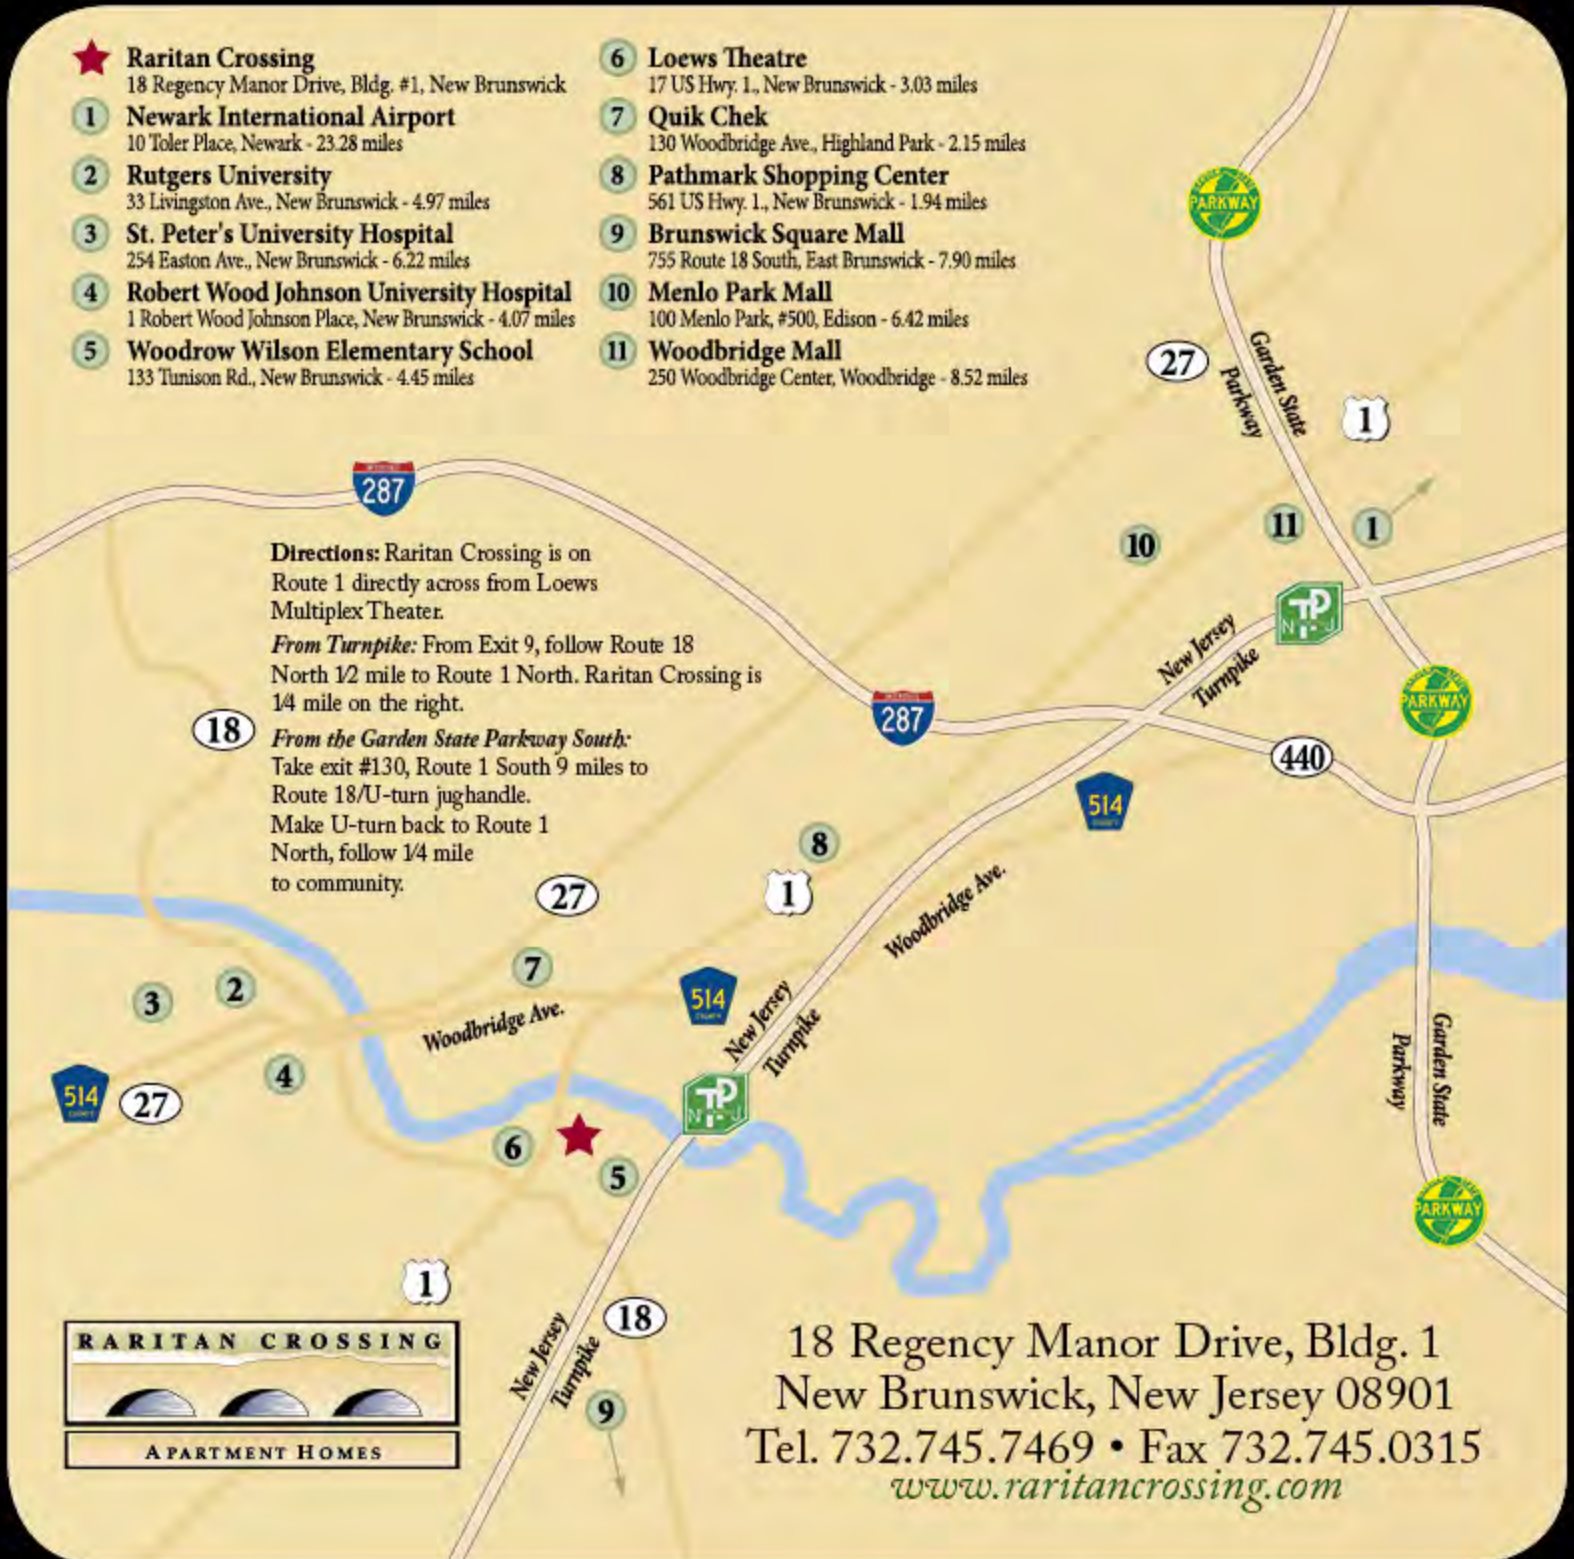 Raritan Crossing
18 Regency Manor Drive, Bldg. #1, New Brunswick
1 Newark International Airport
10 Toler Place, Newark - 23.28 miles
2 Rutgers University
33 Livingston Ave., New Brunswick - 4.97 miles
3 St. Peter's University Hospital
254 Easton Ave., New Brunswick - 6.22 miles
4 Robert Wood Johnson University Hospital
1 Robert Wood Johnson Place, New Brunswick - 4.07 miles
5 Woodrow Wilson Elementary School
133 Tunison Rd., New Brunswick - 4.45 miles
6 Loews Theatre
17 US Hwy. 1., New Brunswick - 3.03 miles
7 Quik Chek
130 Woodbridge Ave., Highland Park - 2.15 miles
8 Pathmark Shopping Center
561 US Hwy. 1., New Brunswick - 1.94 miles
9 Brunswick Square Mall
755 Route 18 South, East Brunswick - 7.90 miles
10 Menlo Park Mall
100 Menlo Park, #500, Edison - 6.42 miles
11 Woodbridge Mall
250 Woodbridge Center, Woodbridge - 8.52 miles
PARKWAY
27
Garden State
Parkway
1
287
11
1
10
Directions: Raritan Crossing is on
Route 1 directly across from Loews
Multiplex Theater.
From Turnpike: From Exit 9, follow Route 18
North 1/2 mile to Route 1 North. Raritan Crossing is
1/4 mile on the right.
From the Garden State Parkway South:
Take exit #130, Route 1 South 9 miles to
Route 18/U-turn jughandle.
Make U-turn back to Route 1
North, follow 1/4 mile
to community.
TP
N J
New Jersey
Turnpike
PARKWAY
287
18
440
514
8
27
1
Woodbridge Ave.
7
2
3
514
Woodbridge Ave.
New Jersey
Turnpike
Garden State
Parkway
4
514
27
TP
N J
6
5
PARKWAY
1
18
New Jersey
Turnpike
9
RARITAN CROSSING
APARTMENT HOMES
18 Regency Manor Drive, Bldg. 1
New Brunswick, New Jersey 08901
Tel. 732.745.7469 • Fax 732.745.0315
www.raritancrossing.com